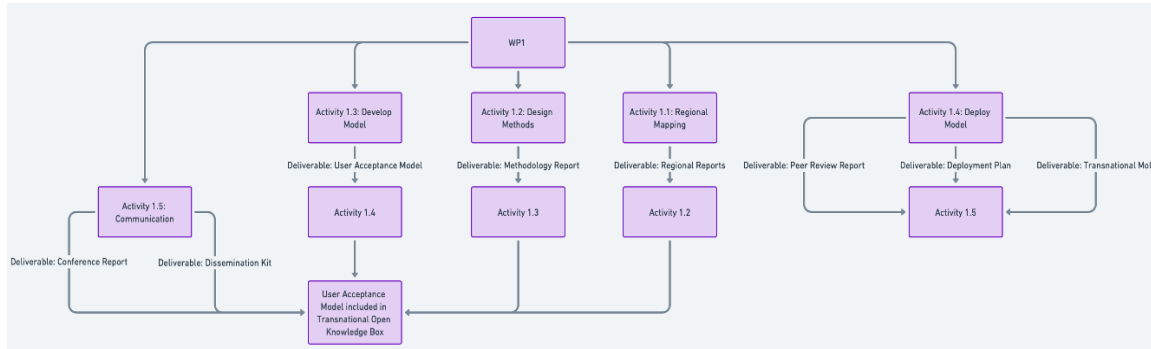 WP1
Activity 1.3: Develop
Model
Activity 1.2: Design
Methods
Activity 1.1: Regional
Mapping
Activity 1.4: Deploy
Model
Deliverable: User Acceptance Model
Deliverable: Methodology Report
Deliverable: Regional Reports
Deliverable: Peer Review Report
Deliverable: Deployment Plan
Deliverable: Transnational
Activity 1.5:
Communication
Activity 1.4
Activity 1.3
Activity 1.2
Activity 1.5
Deliverable: Conference Report
Deliverable: Dissemination Kit
User Acceptance
Model included in
Transnational Open
Knowledge Box